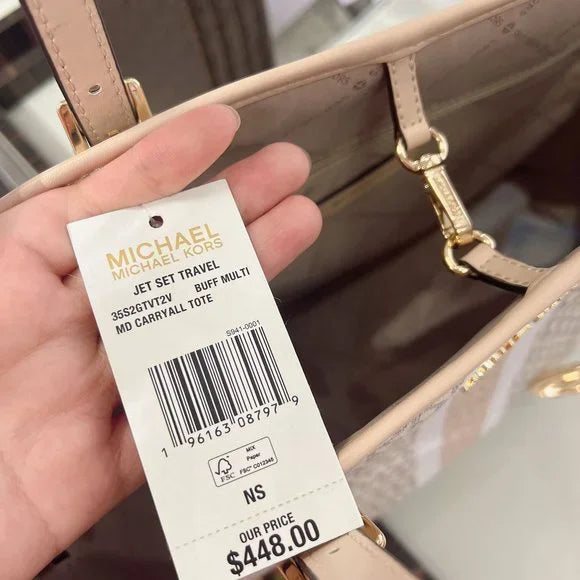 MICHAEL
MICHAEL KORS
JET SET TRAVEL
35S2GTVT2V BUFF MULTI
MD CARRYALL TOTE
S941-0001
1 96163 08797 9
MIX
Paper
FSC
FSC® C012345
NS
OUR PRICE
$448.00